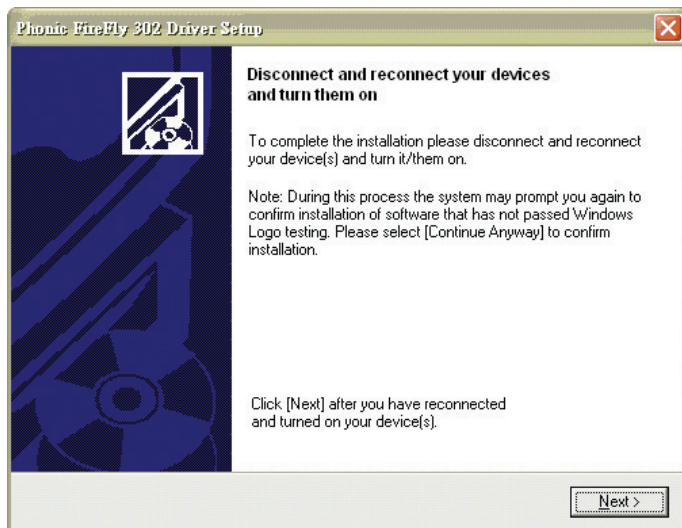 Phonic FireFly 302 Driver Setup
Disconnect and reconnect your devices
and turn them on
To complete the installation please disconnect and reconnect
your device(s) and turn it/them on.
Note: During this process the system may prompt you again to
confirm installation of software that has not passed Windows
Logo testing. Please select [Continue Anyway] to confirm
installation.
Click [Next] after you have reconnected
and turned on your device(s).
Next >